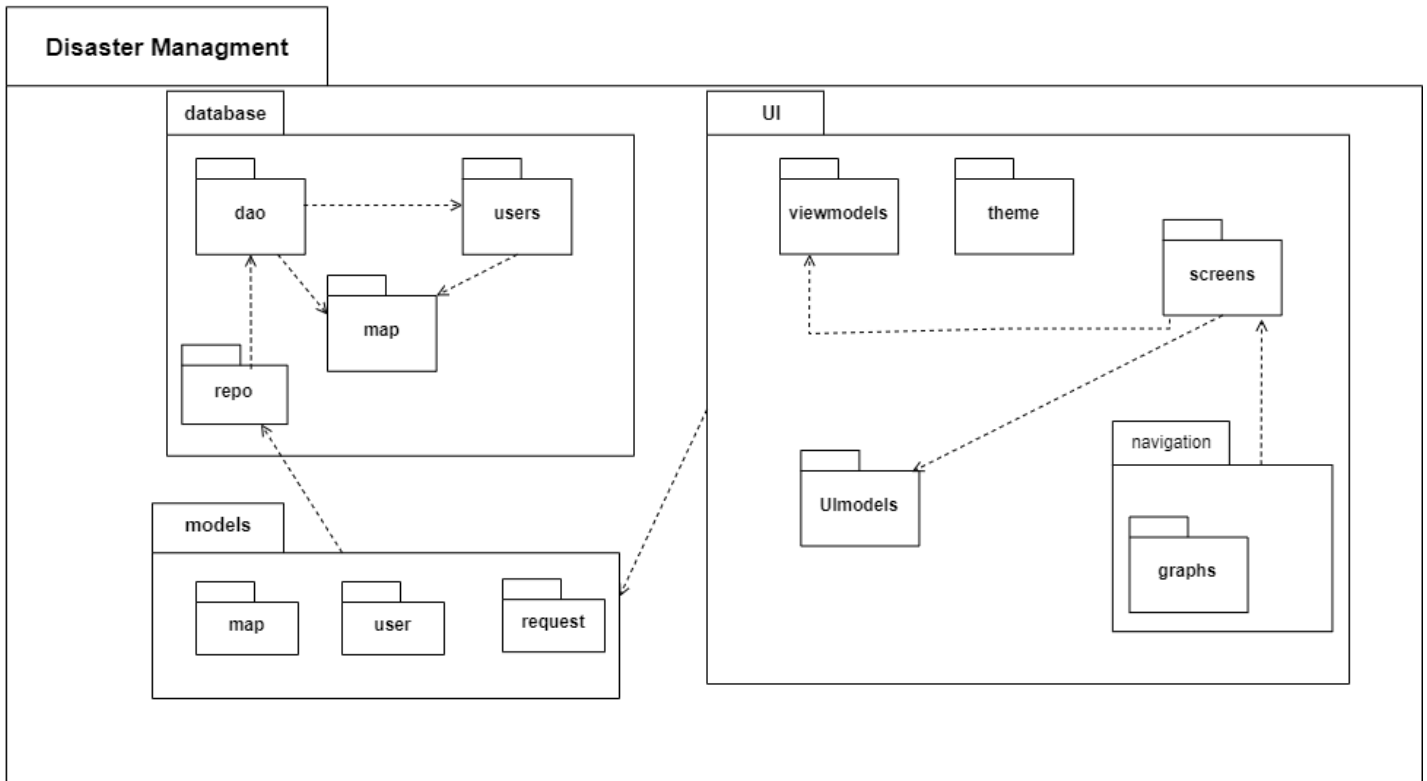 Disaster Managment
database
UI
dao
users
viewmodels
theme
screens
map
repo
navigation
UImodels
models
graphs
map
user
request